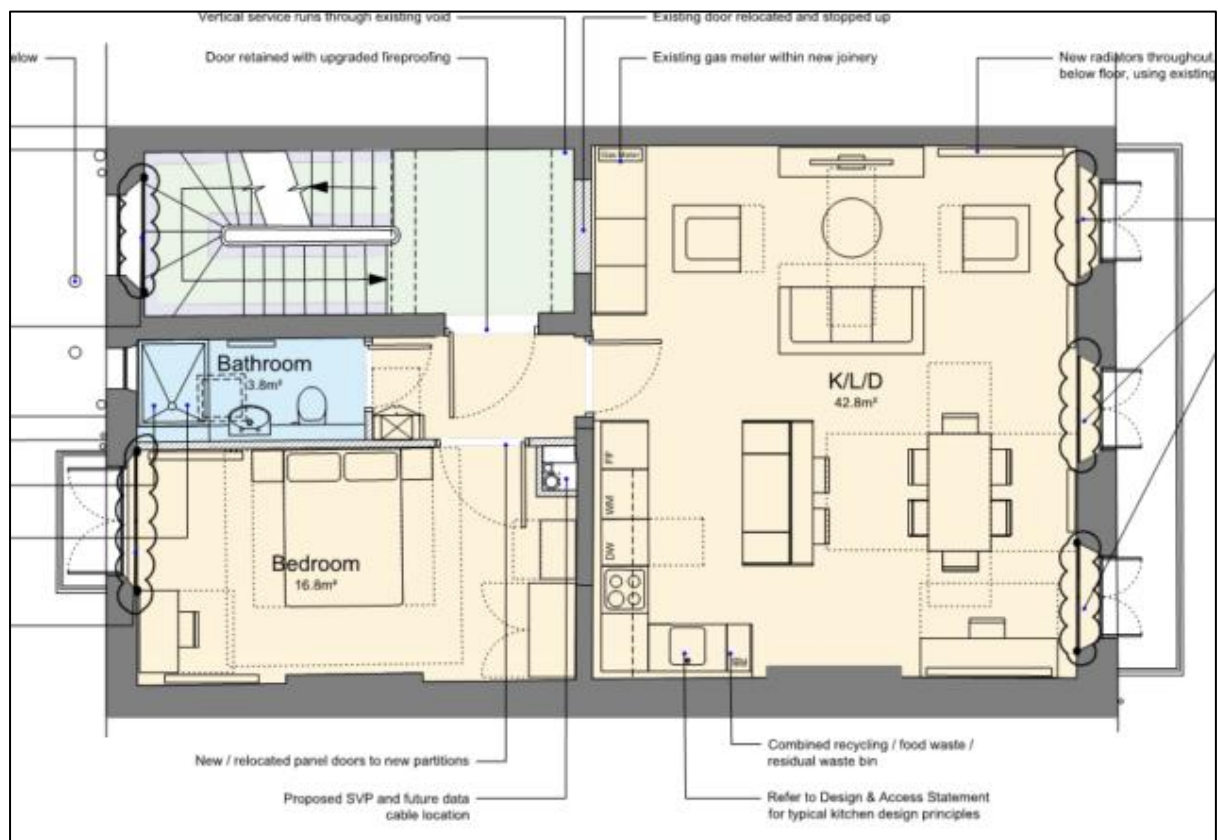 Vertical service runs through existing void
Existing door relocated and stopped up
elow
Door retained with upgraded fireproofing
Existing gas meter within new joinery
New radiators throughout,
below floor, using existing
Gas Meter
Bathroom
3.8m²
K/L/D
42.8m²
FF
WM
DW
Bedroom
16.8m²
New / relocated panel doors to new partitions
Combined recycling / food waste /
residual waste bin
Proposed SVP and future data
cable location
Refer to Design & Access Statement
for typical kitchen design principles